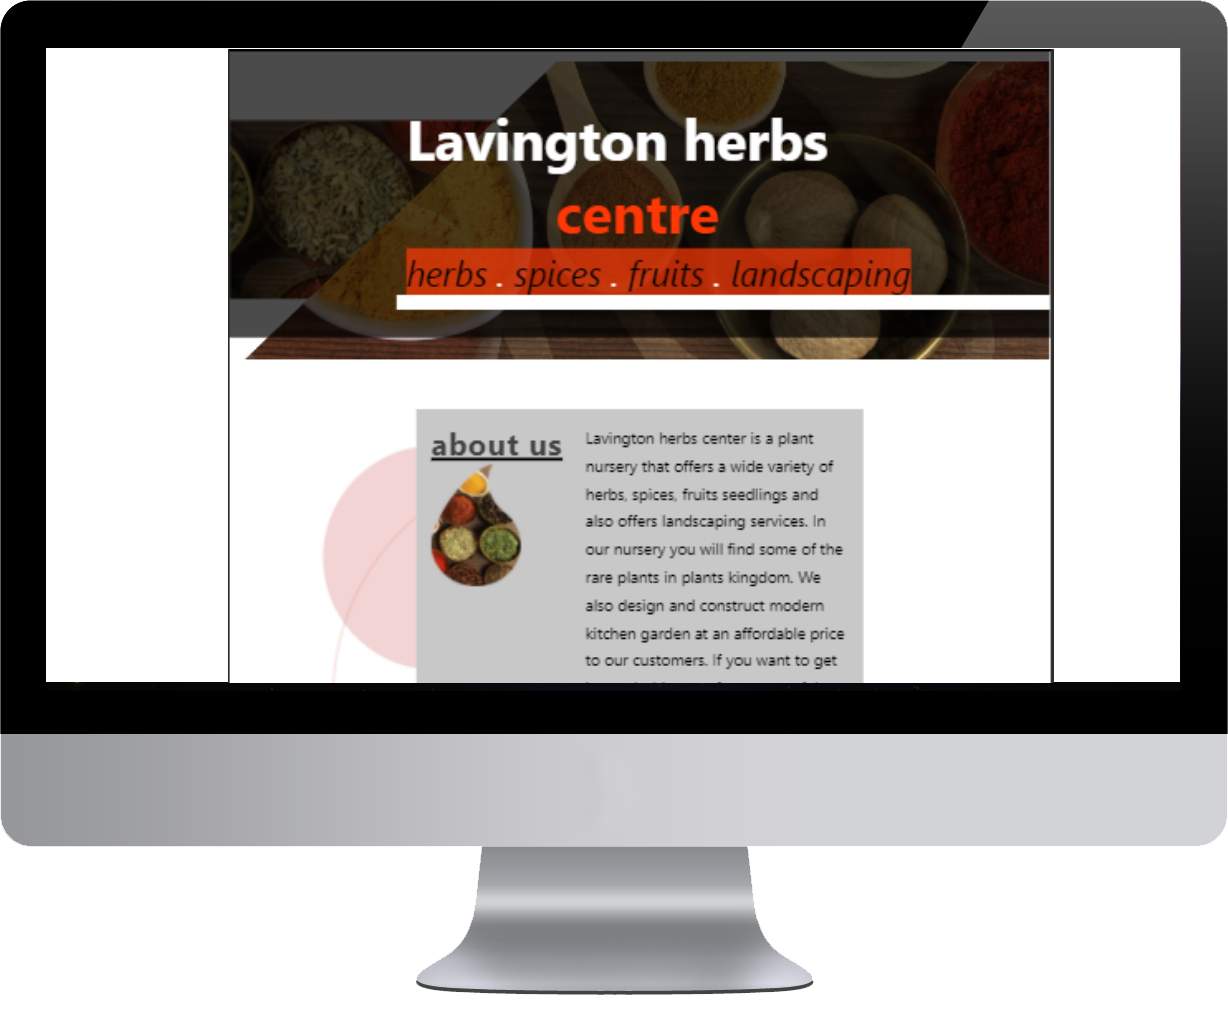 Lavington herbs
centre
herbs . spices . fruits . landscaping
about us
Lavington herbs center is a plant
nursery that offers a wide variety of
herbs, spices, fruits seedlings and
also offers landscaping services. In
our nursery you will find some of the
rare plants in plants kingdom. We
also design and construct modern
kitchen garden at an affordable price
to our customers. If you want to get